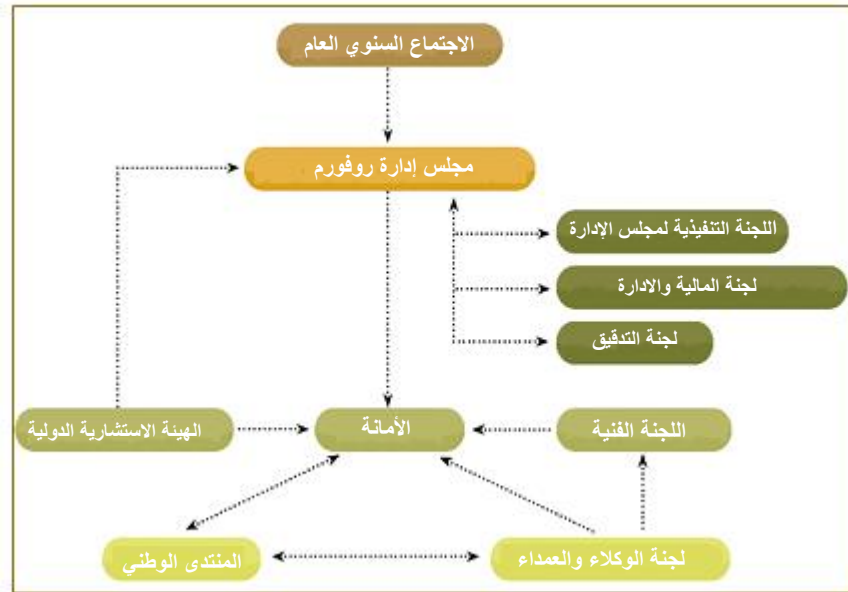 الاجتماع السنوي العام
مجلس إدارة روفورم
اللجنة التنفيذية لمجلس الإدارة
لجنة المالية والادارة
لجنة التدقيق
اللجنة الفنية
الأمانة
الهيئة الاستشارية الدولية
لجنة الوكلاء والعمداء
المنتدى الوطني